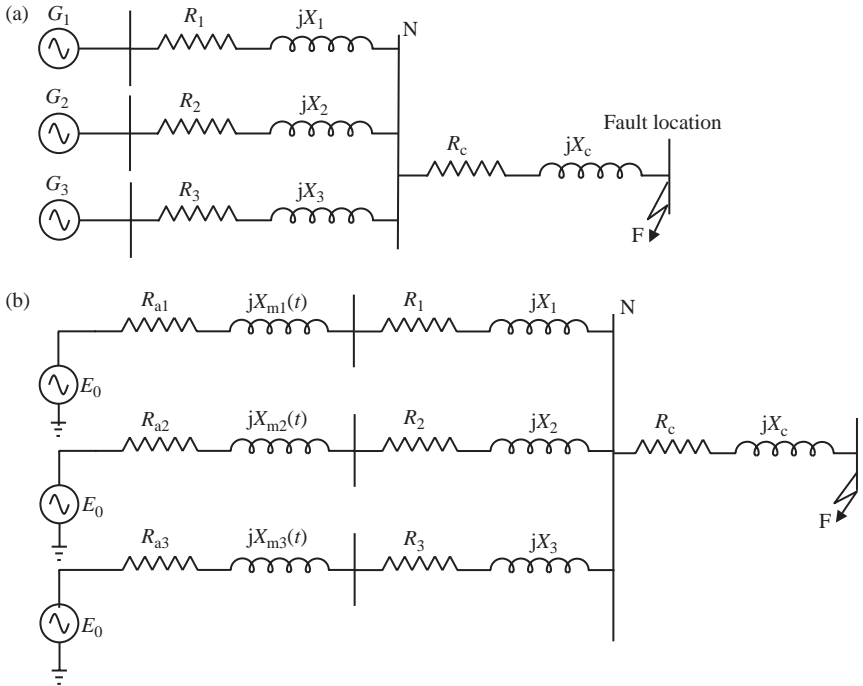 (a)
G1 R1 jX1 N
G2 R2 jX2
Fault location
Rc jXc
G3 R3 jX3
F
(b)
Ra1 jXm1(t) R1 jX1 N
E0
Ra2 jXm2(t) R2 jX2 Rc jXc
E0 F
Ra3 jXm3(t) R3 jX3
E0